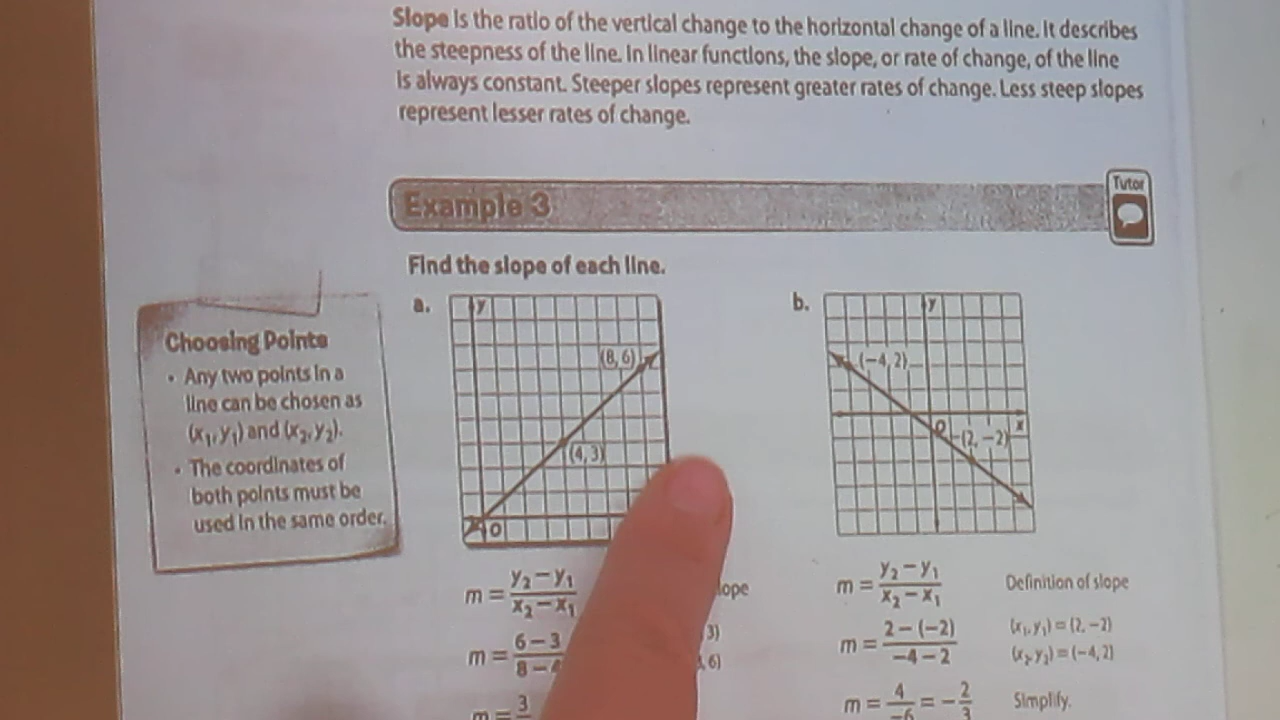 Slope is the ratio of the vertical change to the horizontal change of a line. It describes
the steepness of the line. In linear functions, the slope, or rate of change, of the line
is always constant. Steeper slopes represent greater rates of change. Less steep slopes
represent lesser rates of change.
Example 3
Tutor
Find the slope of each line.
Choosing Points
• Any two points in a
line can be chosen as
(x₁, y₁) and (x₂, y₂).
• The coordinates of
both points must be
used in the same order.
a.
y
(8, 6)
(4, 3)
O
m = y₂ − y₁ / x₂ − x₁
m = 6 − 3 / 8 −
m = 3
3)
6)
b.
y
(−4, 2)
O
x
(2, −2)
m = y₂ − y₁ / x₂ − x₁ Definition of slope
m = 2 − (−2) / −4 − 2 (x₁, y₁) = (2, −2)
(x₂, y₂) = (−4, 2)
m = 4 / −6 = − 2 / 3 Simplify.